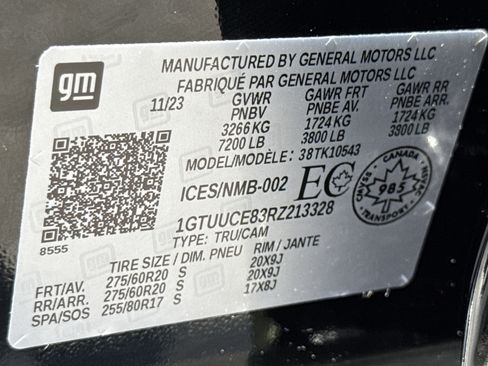 gm
MANUFACTURED BY GENERAL MOTORS LLC
FABRIQUÉ PAR GENERAL MOTORS LLC
11/23 GVWR GAWR FRT GAWR RR
PNBV PNBE AV. PNBE ARR.
3266 KG 1724 KG 1724 KG
7200 LB 3800 LB 3800 LB
MODEL/MODÈLE: 38TK10543
ICES/NMB-002 EC
1GTUUCE83RZ213328
TYPE: TRU/CAM
8555
TIRE SIZE / DIM. PNEU RIM / JANTE
FRT/AV. 275/60R20 S 20X9J
RR/ARR. 275/60R20 S 20X9J
SPA/SOS 255/80R17 S 17X8J
CANADA
CMVSS NSVAC
985
TRANSPORT